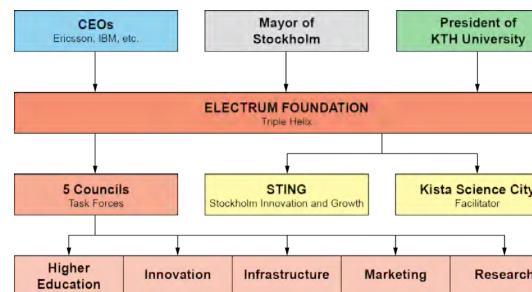 CEOs
Ericsson, IBM, etc.
Mayor of
Stockholm
President of
KTH University
ELECTRUM FOUNDATION
Triple Helix
5 Councils
Task Forces
STING
Stockholm Innovation and Growth
Kista Science City
Facilitator
Higher
Education
Innovation
Infrastructure
Marketing
Research